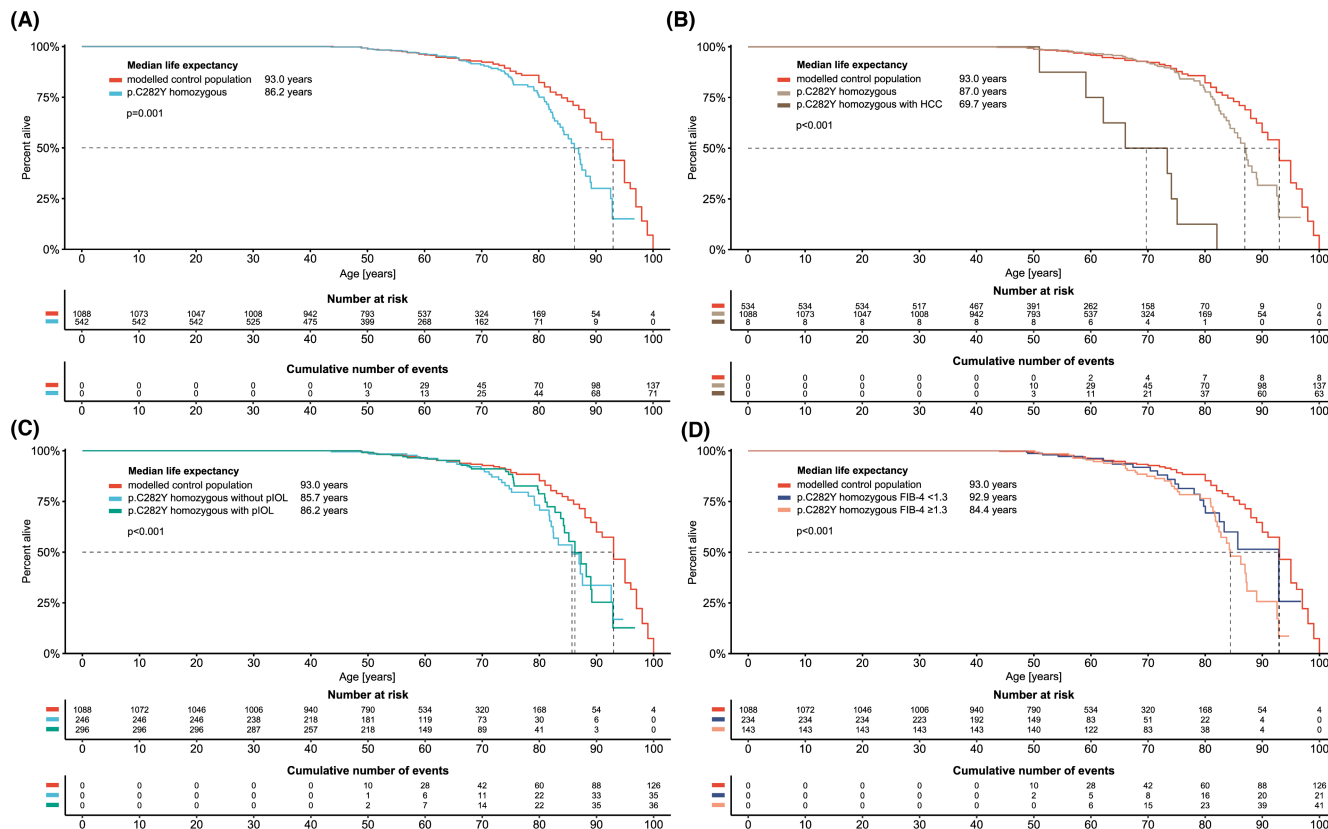 (A)
100%
75%
50%
25%
0%
Percent alive
Median life expectancy
modelled control population 93.0 years
p.C282Y homozygous 86.2 years
p=0.001
0 10 20 30 40 50 60 70 80 90 100
Age [years]
Number at risk
1088 1073 1047 1008 942 793 537 324 169 54 4
542 542 542 525 475 399 268 162 71 9 0
0 10 20 30 40 50 60 70 80 90 100
Cumulative number of events
0 0 0 0 0 10 29 45 70 98 137
0 0 0 0 0 3 13 25 44 68 71
0 10 20 30 40 50 60 70 80 90 100
(B)
100%
75%
50%
25%
0%
Percent alive
Median life expectancy
modelled control population 93.0 years
p.C282Y homozygous 87.0 years
p.C282Y homozygous with HCC 69.7 years
p<0.001
0 10 20 30 40 50 60 70 80 90 100
Age [years]
Number at risk
534 534 534 517 467 391 262 158 70 9 0
1088 1073 1047 1008 942 793 537 324 169 54 4
8 8 8 8 8 8 6 4 1 0 0
0 10 20 30 40 50 60 70 80 90 100
Cumulative number of events
0 0 0 0 0 0 2 4 7 8 8
0 0 0 0 0 10 29 45 70 98 137
0 0 0 0 0 3 11 21 37 60 63
0 10 20 30 40 50 60 70 80 90 100
(C)
100%
75%
50%
25%
0%
Percent alive
Median life expectancy
modelled control population 93.0 years
p.C282Y homozygous without pIOL 85.7 years
p.C282Y homozygous with pIOL 86.2 years
p<0.001
0 10 20 30 40 50 60 70 80 90 100
Age [years]
Number at risk
1088 1072 1046 1006 940 790 534 320 168 54 4
246 246 246 238 218 181 119 73 30 6 0
296 296 296 287 257 218 149 89 41 3 0
0 10 20 30 40 50 60 70 80 90 100
Cumulative number of events
0 0 0 0 0 10 28 42 60 88 126
0 0 0 0 0 1 6 11 22 33 35
0 0 0 0 0 2 7 14 22 35 36
0 10 20 30 40 50 60 70 80 90 100
(D)
100%
75%
50%
25%
0%
Percent alive
Median life expectancy
modelled control population 93.0 years
p.C282Y homozygous FIB-4 <1.3 92.9 years
p.C282Y homozygous FIB-4 ≥1.3 84.4 years
p<0.001
0 10 20 30 40 50 60 70 80 90 100
Age [years]
Number at risk
1088 1072 1046 1006 940 790 534 320 168 54 4
234 234 234 223 192 149 83 51 22 4 0
143 143 143 143 143 140 122 83 38 4 0
0 10 20 30 40 50 60 70 80 90 100
Cumulative number of events
0 0 0 0 0 10 28 42 60 88 126
0 0 0 0 0 2 5 8 16 20 21
0 0 0 0 0 0 6 15 23 39 41
0 10 20 30 40 50 60 70 80 90 100